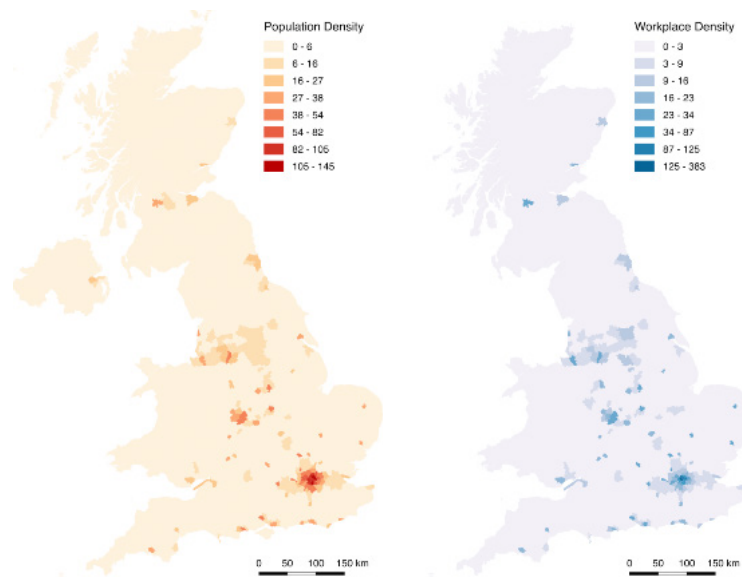 Population Density
0 - 6
6 - 16
16 - 27
27 - 38
38 - 54
54 - 82
82 - 105
105 - 145
0 50 100 150 km
Workplace Density
0 - 3
3 - 9
9 - 16
16 - 23
23 - 34
34 - 87
87 - 125
125 - 383
0 50 100 150 km